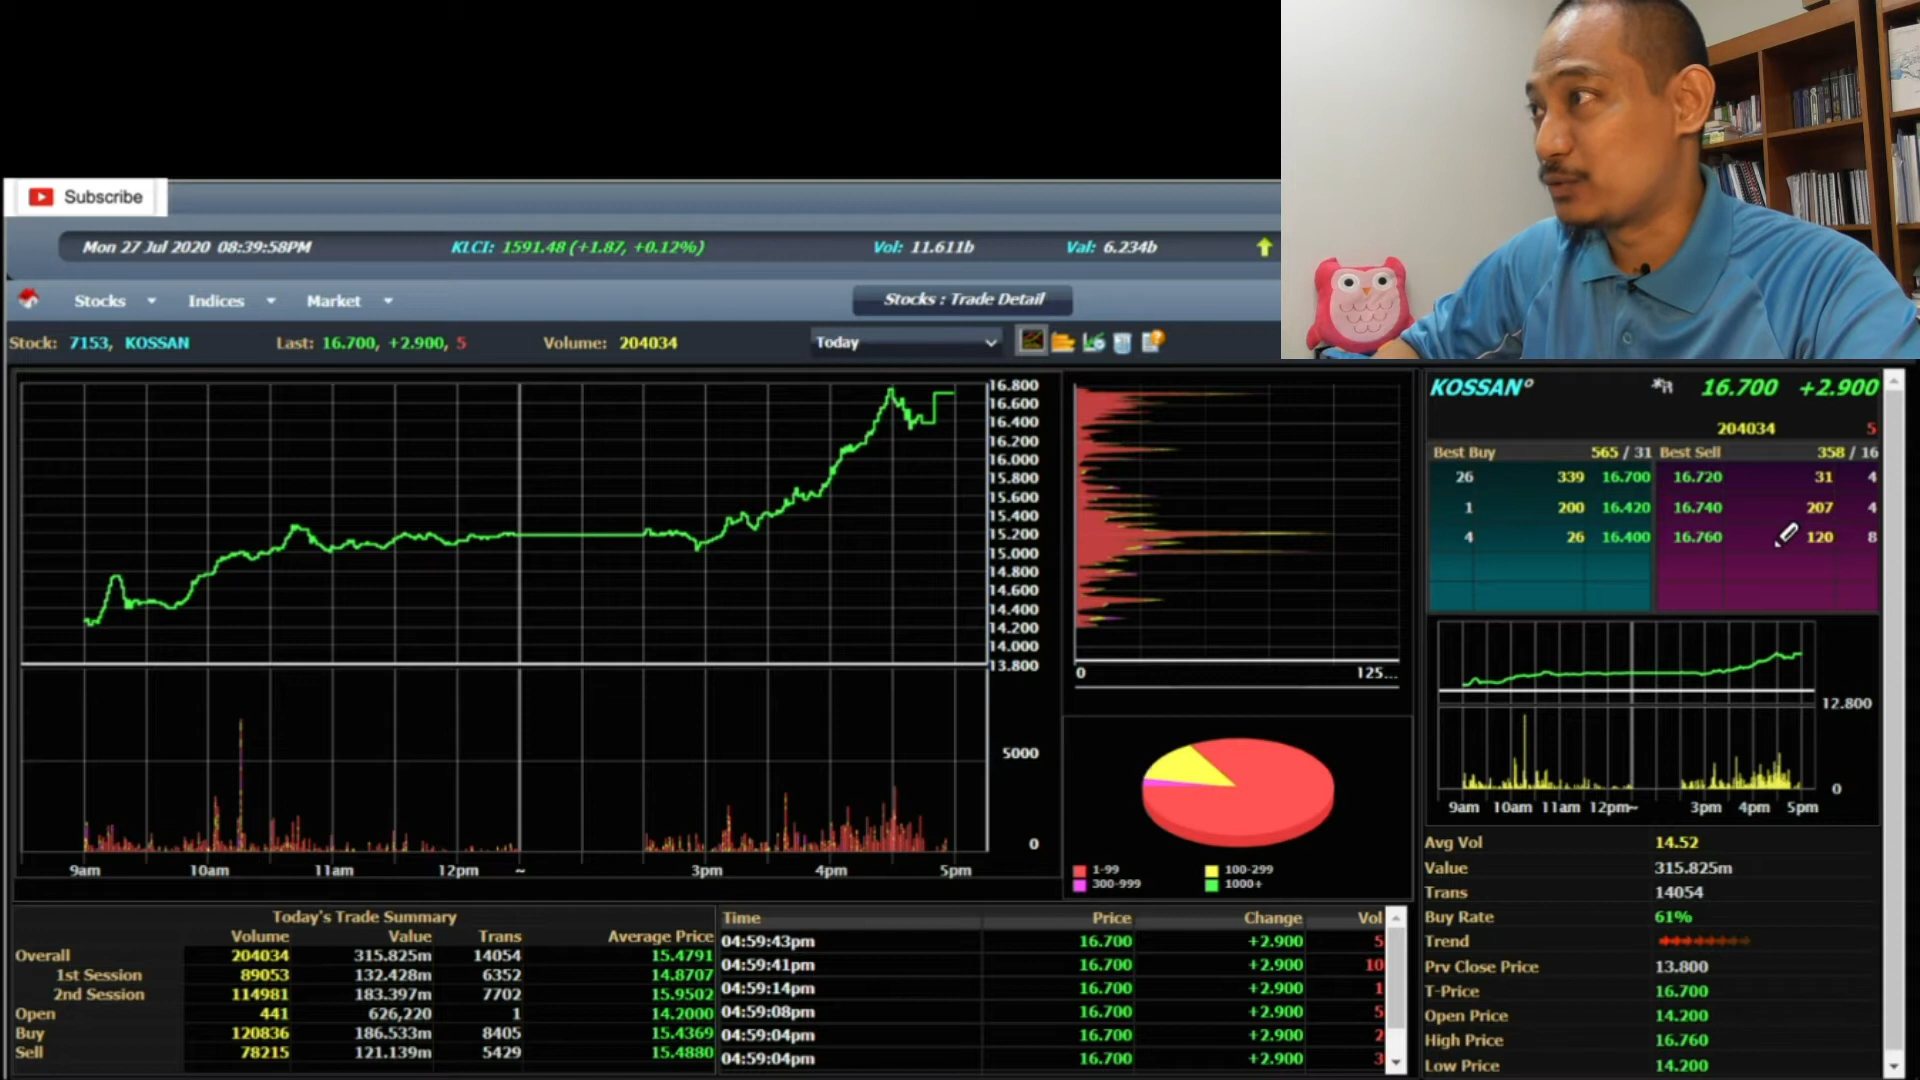 Subscribe
Mon 27 Jul 2020 08:39:58PM KLCI: 1591.48 (+1.87, +0.12%) Vol: 11.611b Val: 6.234b
Stocks Indices Market Stocks : Trade Detail
Stock: 7153, KOSSAN Last: 16.700, +2.900, 5 Volume: 204034 Today
16.800
16.600
16.400
16.200
16.000
15.800
15.600
15.400
15.200
15.000
14.800
14.600
14.400
14.200
14.000
13.800
5000
0
9am 10am 11am 12pm ~ 3pm 4pm 5pm
0 125...
1-99 100-299
300-999 1000+
KOSSAN° *R 16.700 +2.900
204034 5
Best Buy 565 / 31 Best Sell 358 / 16
26 339 16.700 16.720 31 4
1 200 16.420 16.740 207 4
4 26 16.400 16.760 120 8
12.800
0
9am 10am 11am 12pm~ 3pm 4pm 5pm
Avg Vol 14.52
Value 315.825m
Trans 14054
Buy Rate 61%
Trend
Prv Close Price 13.800
T-Price 16.700
Open Price 14.200
High Price 16.760
Low Price 14.200
Today's Trade Summary
Volume Value Trans Average Price
Overall 204034 315.825m 14054 15.4791
1st Session 89053 132.428m 6352 14.8707
2nd Session 114981 183.397m 7702 15.9502
Open 441 626,220 1 14.2000
Buy 120836 186.533m 8405 15.4369
Sell 78215 121.139m 5429 15.4880
Time Price Change Vol
04:59:43pm 16.700 +2.900 5
04:59:41pm 16.700 +2.900 10
04:59:14pm 16.700 +2.900 1
04:59:08pm 16.700 +2.900 5
04:59:04pm 16.700 +2.900 2
04:59:04pm 16.700 +2.900 3